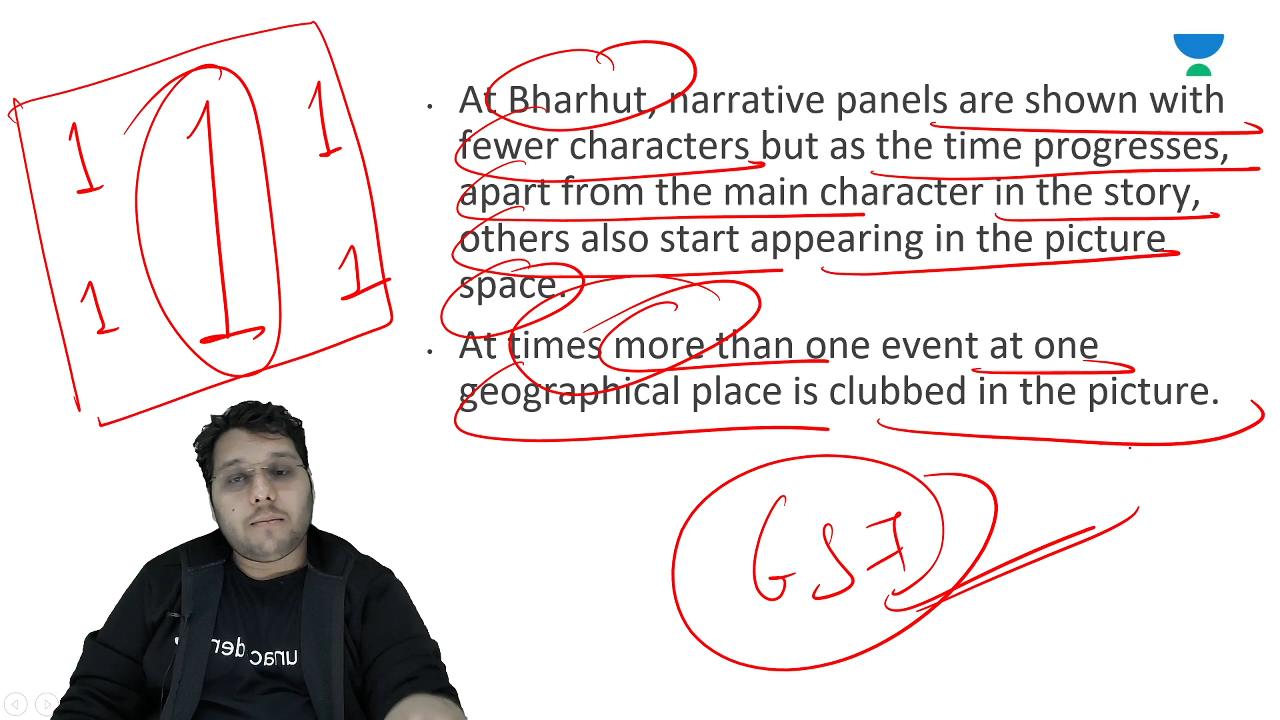 1
1
1
1
1
• At Bharhut, narrative panels are shown with
fewer characters but as the time progresses,
apart from the main character in the story,
others also start appearing in the picture
space.
• At times more than one event at one
geographical place is clubbed in the picture.
GSI
unacadem